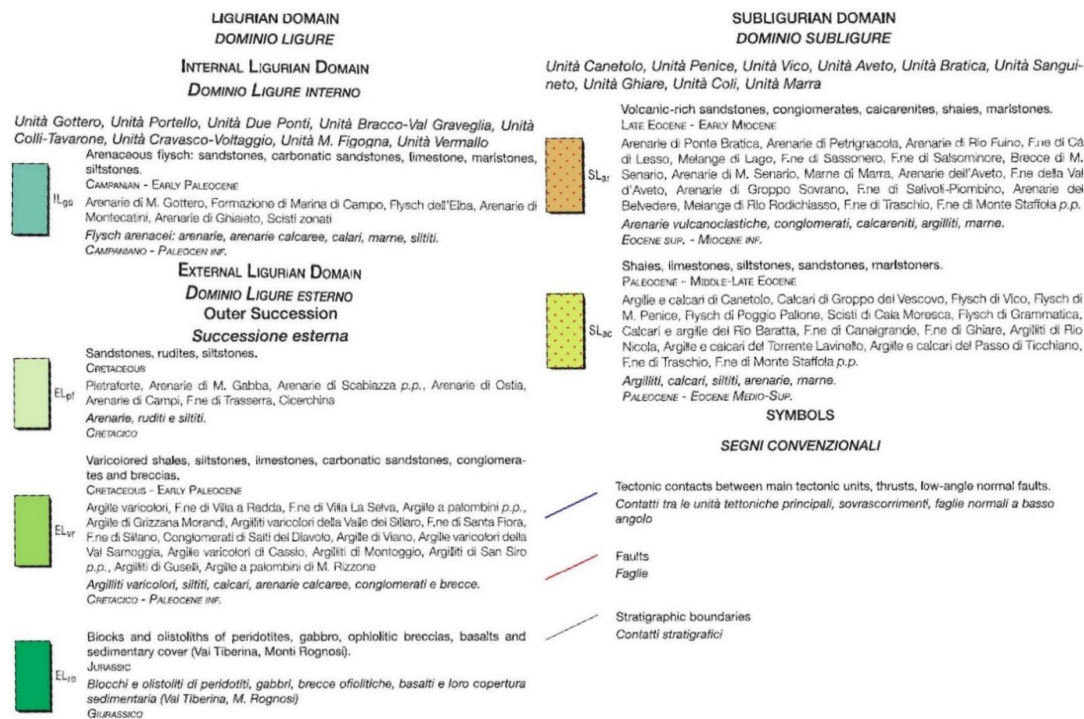 LIGURIAN DOMAIN
DOMINIO LIGURE
INTERNAL LIGURIAN DOMAIN
DOMINIO LIGURE INTERNO
Unità Gottero, Unità Portello, Unità Due Ponti, Unità Bracco-Val Graveglia, Unità
Colli-Tavarone, Unità Cravasco-Voltaggio, Unità M. Figogna, Unità Vermallo
Arenaceous flysch: sandstones, carbonatic sandstones, limestone, marlstones,
siltstones.
CAMPANIAN - EARLY PALEOCENE
ILgo
Arenarie di M. Gottero, Formazione di Marina di Campo, Flysch dell'Elba, Arenarie di
Montecatini, Arenarie di Ghiaieto, Scisti zonati
Flysch arenacei: arenarie, arenarie calcaree, calari, marne, siltiti.
CAMPANIANO - PALEOCEN INF.
EXTERNAL LIGURIAN DOMAIN
DOMINIO LIGURE ESTERNO
Outer Succession
Successione esterna
Sandstones, rudites, siltstones.
CRETACEOUS
ELpf
Pietraforte, Arenarie di M. Gabba, Arenarie di Scabiazza p.p., Arenarie di Ostia,
Arenarie di Campi, F.ne di Trasserra, Cicerchina
Arenarie, ruditi e siltiti.
CRETACICO
Varicolored shales, siltstones, limestones, carbonatic sandstones, conglomera-
tes and breccias.
CRETACEOUS - EARLY PALEOCENE
ELvr
Argille varicolori, F.ne di Villa a Radda, F.ne di Villa La Selva, Argille a palombini p.p.,
Argille di Grizzana Morandi, Argilliti varicolori della Valle del Sillaro, F.ne di Santa Fiora,
F.ne di Sillano, Conglomerati di Salti del Diavolo, Argille di Viano, Argille varicolori della
Val Samoggia, Argille varicolori di Cassio, Argilliti di Montoggio, Argilliti di San Siro
p.p., Argilliti di Guselli, Argille a palombini di M. Rizzone
Argilliti varicolori, siltiti, calcari, arenarie calcaree, conglomerati e brecce.
CRETACICO - PALEOCENE INF.
Blocks and olistoliths of peridotites, gabbro, ophiolitic breccias, basalts and
sedimentary cover (Val Tiberina, Monti Rognosi).
JURASSIC
ELro
Blocchi e olistoliti di peridotiti, gabbri, brecce ofiolitiche, basalti e loro copertura
sedimentaria (Val Tiberina, M. Rognosi)
GIURASSICO
SUBLIGURIAN DOMAIN
DOMINIO SUBLIGURE
Unità Canetolo, Unità Penice, Unità Vico, Unità Aveto, Unità Bratica, Unità Sangui-
neto, Unità Ghiare, Unità Coli, Unità Marra
Volcanic-rich sandstones, conglomerates, calcarenites, shales, marlstones.
LATE EOCENE - EARLY MIOCENE
SLar
Arenarie di Ponte Bratica, Arenarie di Petrignacola, Arenarie di Rio Fuino, F.ne di Cà
di Lesso, Melange di Lago, F.ne di Sassonero, F.ne di Salsominore, Brecce di M.
Senario, Arenarie di M. Senario, Marne di Marra, Arenarie dell'Aveto, F.ne della Val
d'Aveto, Arenarie di Groppo Sovrano, F.ne di Salivoli-Piombino, Arenarie del
Belvedere, Melange di Rio Rodichiasso, F.ne di Traschio, F.ne di Monte Staffola p.p.
Arenarie vulcanoclastiche, conglomerati, calcareniti, argilliti, marne.
EOCENE SUP. - MIOCENE INF.
Shales, limestones, siltstones, sandstones, marlstoners.
PALEOCENE - MIDDLE-LATE EOCENE
SLac
Argille e calcari di Canetolo, Calcari di Groppo del Vescovo, Flysch di Vico, Flysch di
M. Penice, Flysch di Poggio Pallone, Scisti di Cala Moresca, Flysch di Grammatica,
Calcari e argille del Rio Baratta, F.ne di Canalgrande, F.ne di Ghiare, Argilliti di Rio
Nicola, Argille e calcari del Torrente Lavinello, Argille e calcari del Passo di Ticchiano,
F.ne di Traschio, F.ne di Monte Staffola p.p.
Argilliti, calcari, siltiti, arenarie, marne.
PALEOCENE - EOCENE MEDIO-SUP.
SYMBOLS
SEGNI CONVENZIONALI
Tectonic contacts between main tectonic units, thrusts, low-angle normal faults.
Contatti tra le unità tettoniche principali, sovrascorrimenti, faglie normali a basso
angolo
Faults
Faglie
Stratigraphic boundaries
Contatti stratigrafici